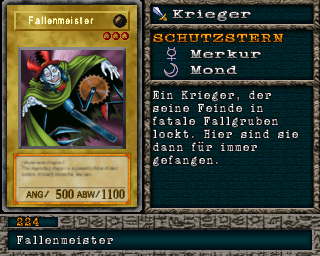 Fallenmeister
ANG/ 500 ABW/1100
Krieger
SCHUTZSTERN
Merkur
Mond
Ein Krieger, der
seine Feinde in
fatale Fallgruben
lockt. Hier sind sie
dann für immer
gefangen.
224
Fallenmeister